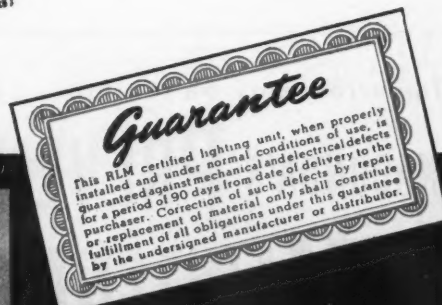 Guarantee
This RLM certified lighting unit, when properly
installed and under normal conditions of use, is
guaranteed against mechanical and electrical defects
for a period of 90 days from date of delivery to the
purchaser. Correction of such defects by repair
or replacement of material only shall constitute
fulfillment of all obligations under this guarantee
by the undersigned manufacturer or distributor.